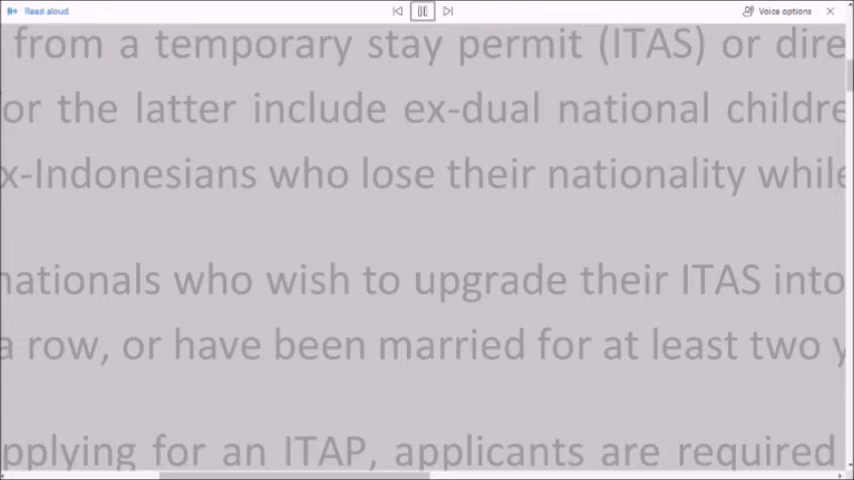 Read aloud
Voice options
from a temporary stay permit (ITAS) or dire
or the latter include ex-dual national childre
x-Indonesians who lose their nationality while
nationals who wish to upgrade their ITAS into
a row, or have been married for at least two y
pplying for an ITAP, applicants are required